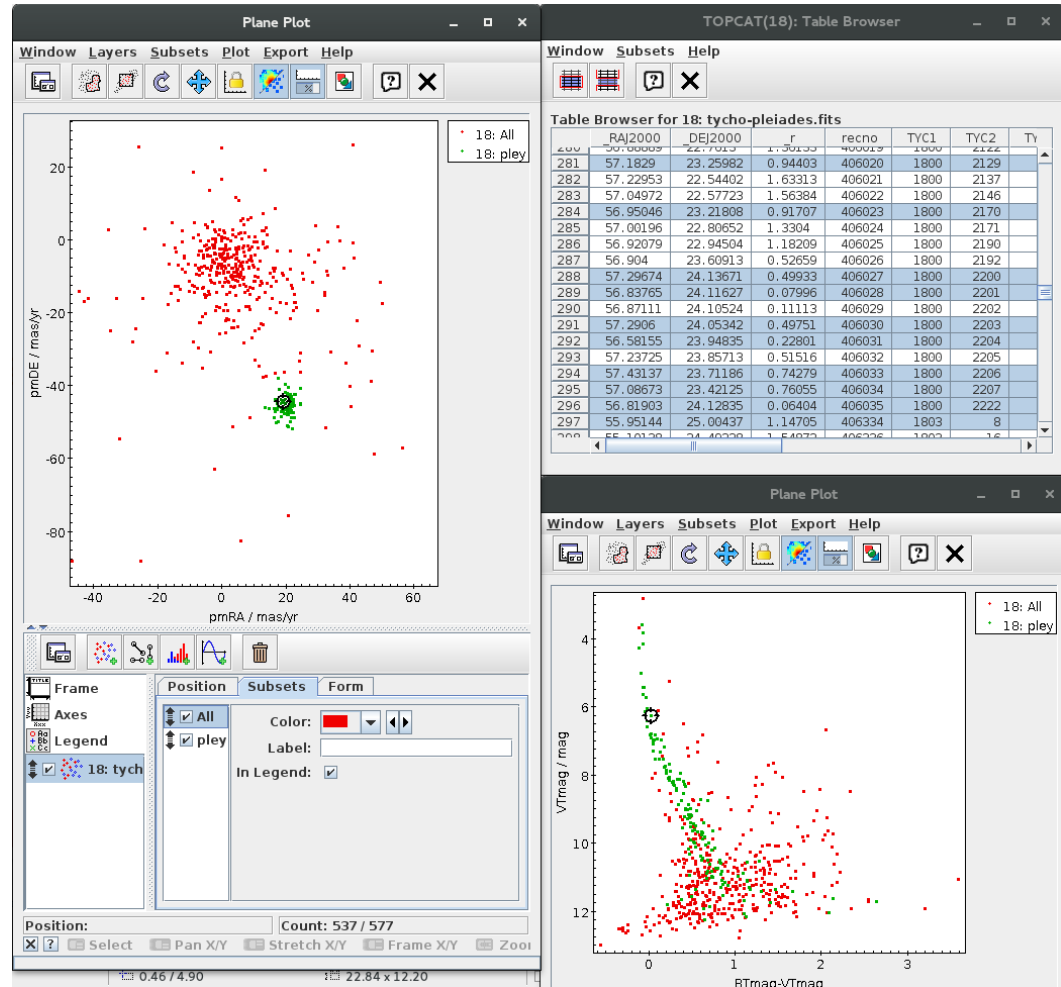 Plane Plot
Window Layers Subsets Plot Export Help
18: All
18: pley
20
0
-20
-40
-60
-80
pmDE / mas/yr
-40 -20 0 20 40 60
pmRA / mas/yr
Frame
Axes
Legend
18: tych
Position Subsets Form
All
pley
Color:
Label:
In Legend:
Position:
Count: 537 / 577
Select Pan X/Y Stretch X/Y Frame X/Y Zoo
0.46 / 4.90 22.84 x 12.20
TOPCAT(18): Table Browser
Window Subsets Help
Table Browser for 18: tycho-pleiades.fits
_RAJ2000 _DEJ2000 _r recno TYC1 TYC2 TY
281 57.1829 23.25982 0.94403 406020 1800 2129
282 57.22953 22.54402 1.63313 406021 1800 2137
283 57.04972 22.57723 1.56384 406022 1800 2146
284 56.95046 23.21808 0.91707 406023 1800 2170
285 57.00196 22.80652 1.3304 406024 1800 2171
286 56.92079 22.94504 1.18209 406025 1800 2190
287 56.904 23.60913 0.52659 406026 1800 2192
288 57.29674 24.13671 0.49933 406027 1800 2200
289 56.83765 24.11627 0.07996 406028 1800 2201
290 56.87111 24.10524 0.11113 406029 1800 2202
291 57.2906 24.05342 0.49751 406030 1800 2203
292 56.58155 23.94835 0.22801 406031 1800 2204
293 57.23725 23.85713 0.51516 406032 1800 2205
294 57.43137 23.71186 0.74279 406033 1800 2206
295 57.08673 23.42125 0.76055 406034 1800 2207
296 56.81903 24.12835 0.06404 406035 1800 2222
297 55.95144 25.00437 1.14705 406334 1803 8
Plane Plot
Window Layers Subsets Plot Export Help
18: All
18: pley
4
6
8
10
12
VTmag / mag
0 1 2 3
BTmag-VTmag